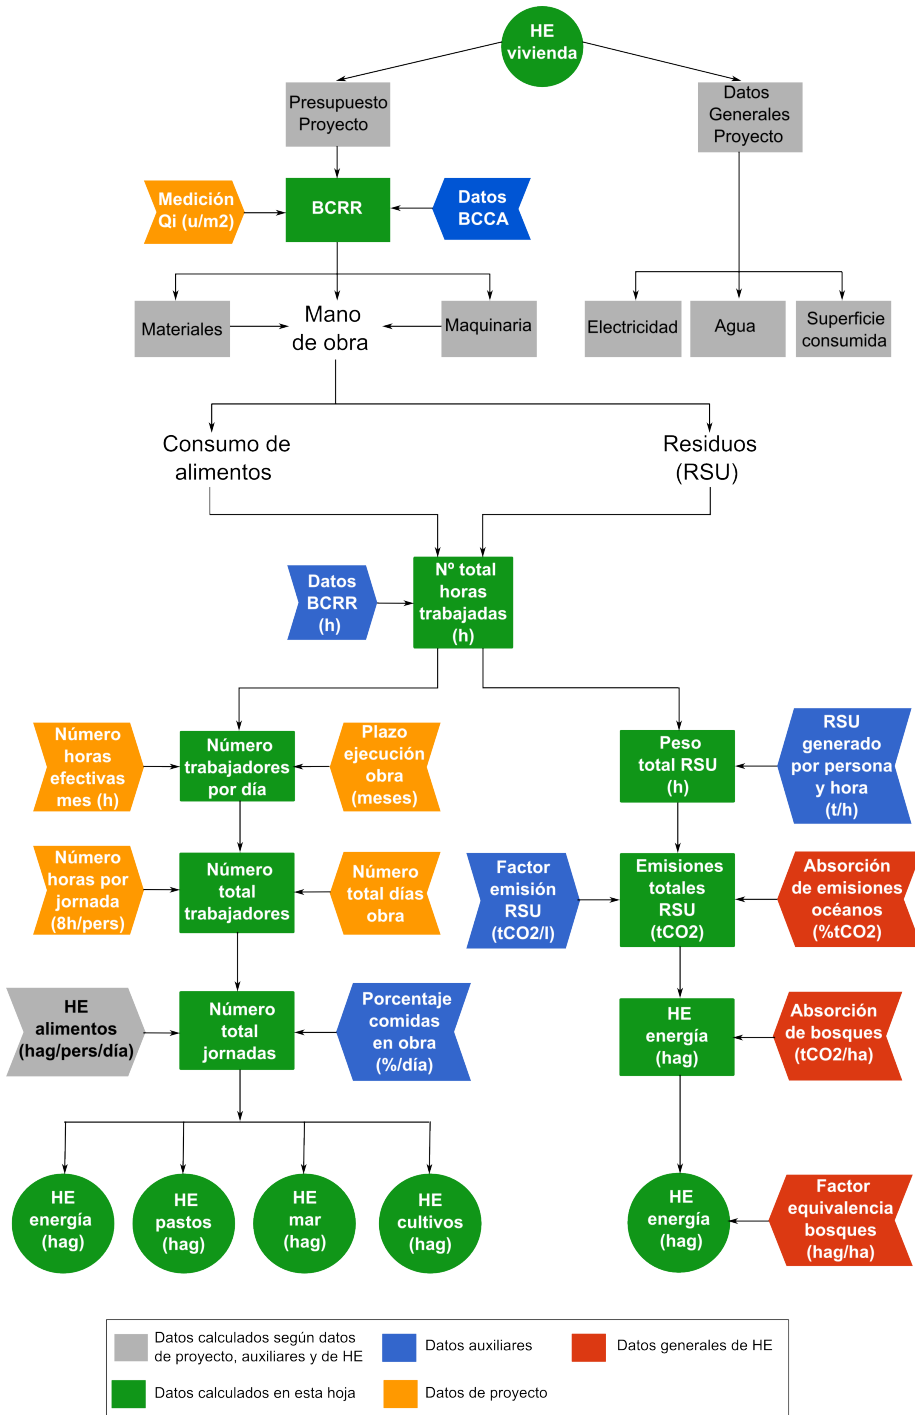 HE
vivienda
Presupuesto
Proyecto
Datos
Generales
Proyecto
Medición
Qi (u/m2)
BCRR
Datos
BCCA
Materiales
Mano
de obra
Maquinaria
Electricidad
Agua
Superficie
consumida
Consumo de
alimentos
Residuos
(RSU)
Datos
BCRR
(h)
Nº total
horas
trabajadas
(h)
Número
horas
efectivas
mes (h)
Número
trabajadores
por día
Plazo
ejecución
obra
(meses)
Peso
total RSU
(h)
RSU
generado
por persona
y hora
(t/h)
Número
horas por
jornada
(8h/pers)
Número
total
trabajadores
Número
total días
obra
Factor
emisión
RSU
(tCO2/l)
Emisiones
totales
RSU
(tCO2)
Absorción
de emisiones
océanos
(%tCO2)
HE
alimentos
(hag/pers/día)
Número
total
jornadas
Porcentaje
comidas
en obra
(%/día)
HE
energía
(hag)
Absorción
de bosques
(tCO2/ha)
HE
energía
(hag)
HE
pastos
(hag)
HE
mar
(hag)
HE
cultivos
(hag)
HE
energía
(hag)
Factor
equivalencia
bosques
(hag/ha)
Datos calculados según datos
de proyecto, auxiliares y de HE
Datos auxiliares
Datos generales de HE
Datos calculados en esta hoja
Datos de proyecto